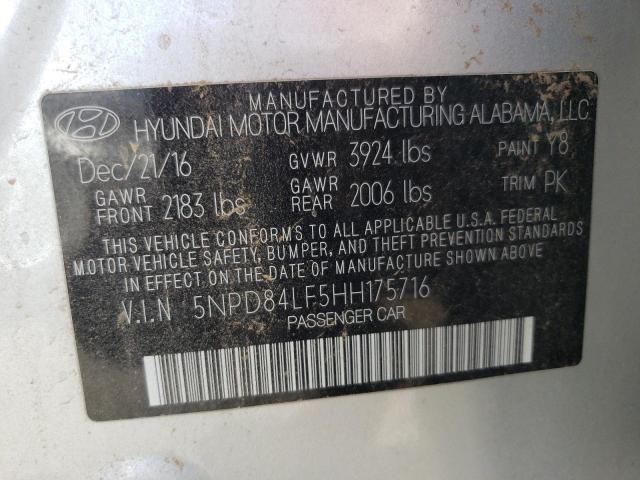 MANUFACTURED BY
HYUNDAI MOTOR MANUFACTURING ALABAMA, LLC
Dec/21/16 GVWR 3924 lbs PAINT Y8
GAWR FRONT 2183 lbs GAWR REAR 2006 lbs TRIM PK
THIS VEHICLE CONFORMS TO ALL APPLICABLE U.S.A. FEDERAL
MOTOR VEHICLE SAFETY, BUMPER, AND THEFT PREVENTION STANDARDS
IN EFFECT ON THE DATE OF MANUFACTURE SHOWN ABOVE
V.I.N 5NPD84LF5HH175716
PASSENGER CAR